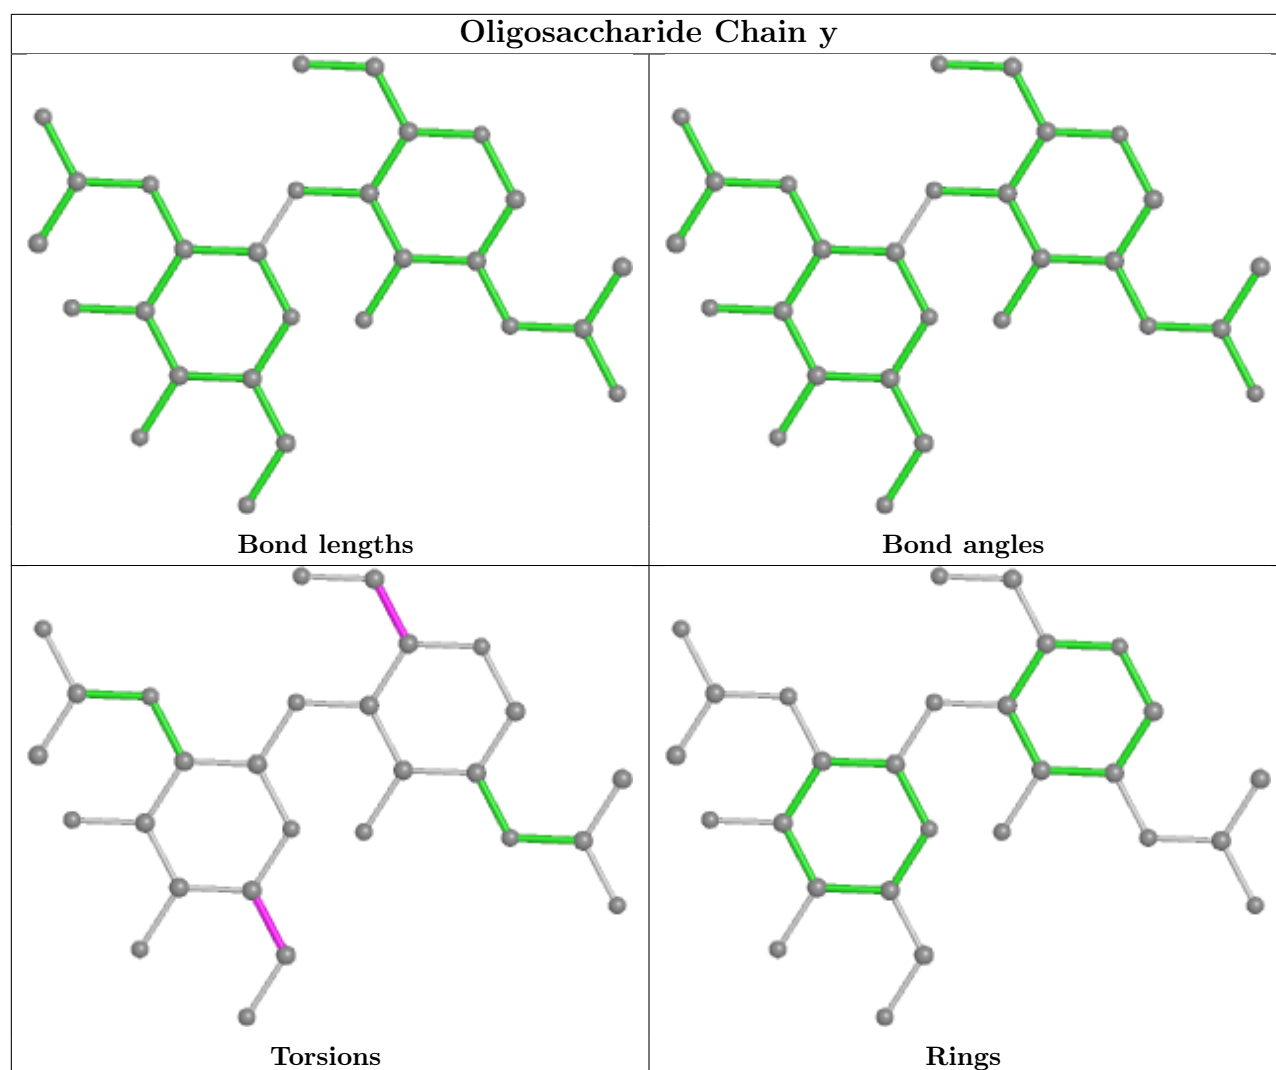 Oligosaccharide Chain y
Bond lengths
Bond angles
Torsions
Rings